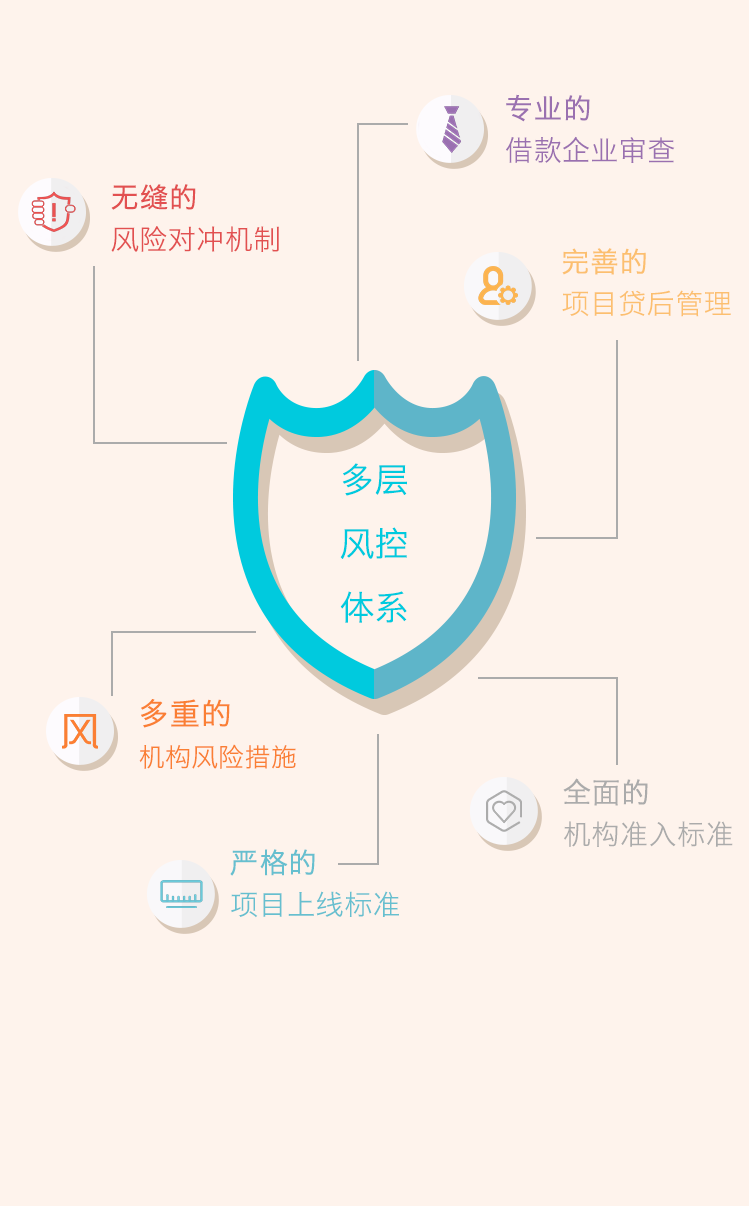 专业的
借款企业审查
无缝的
风险对冲机制
完善的
项目贷后管理
多层
风控
体系
多重的
机构风险措施
风
全面的
机构准入标准
严格的
项目上线标准